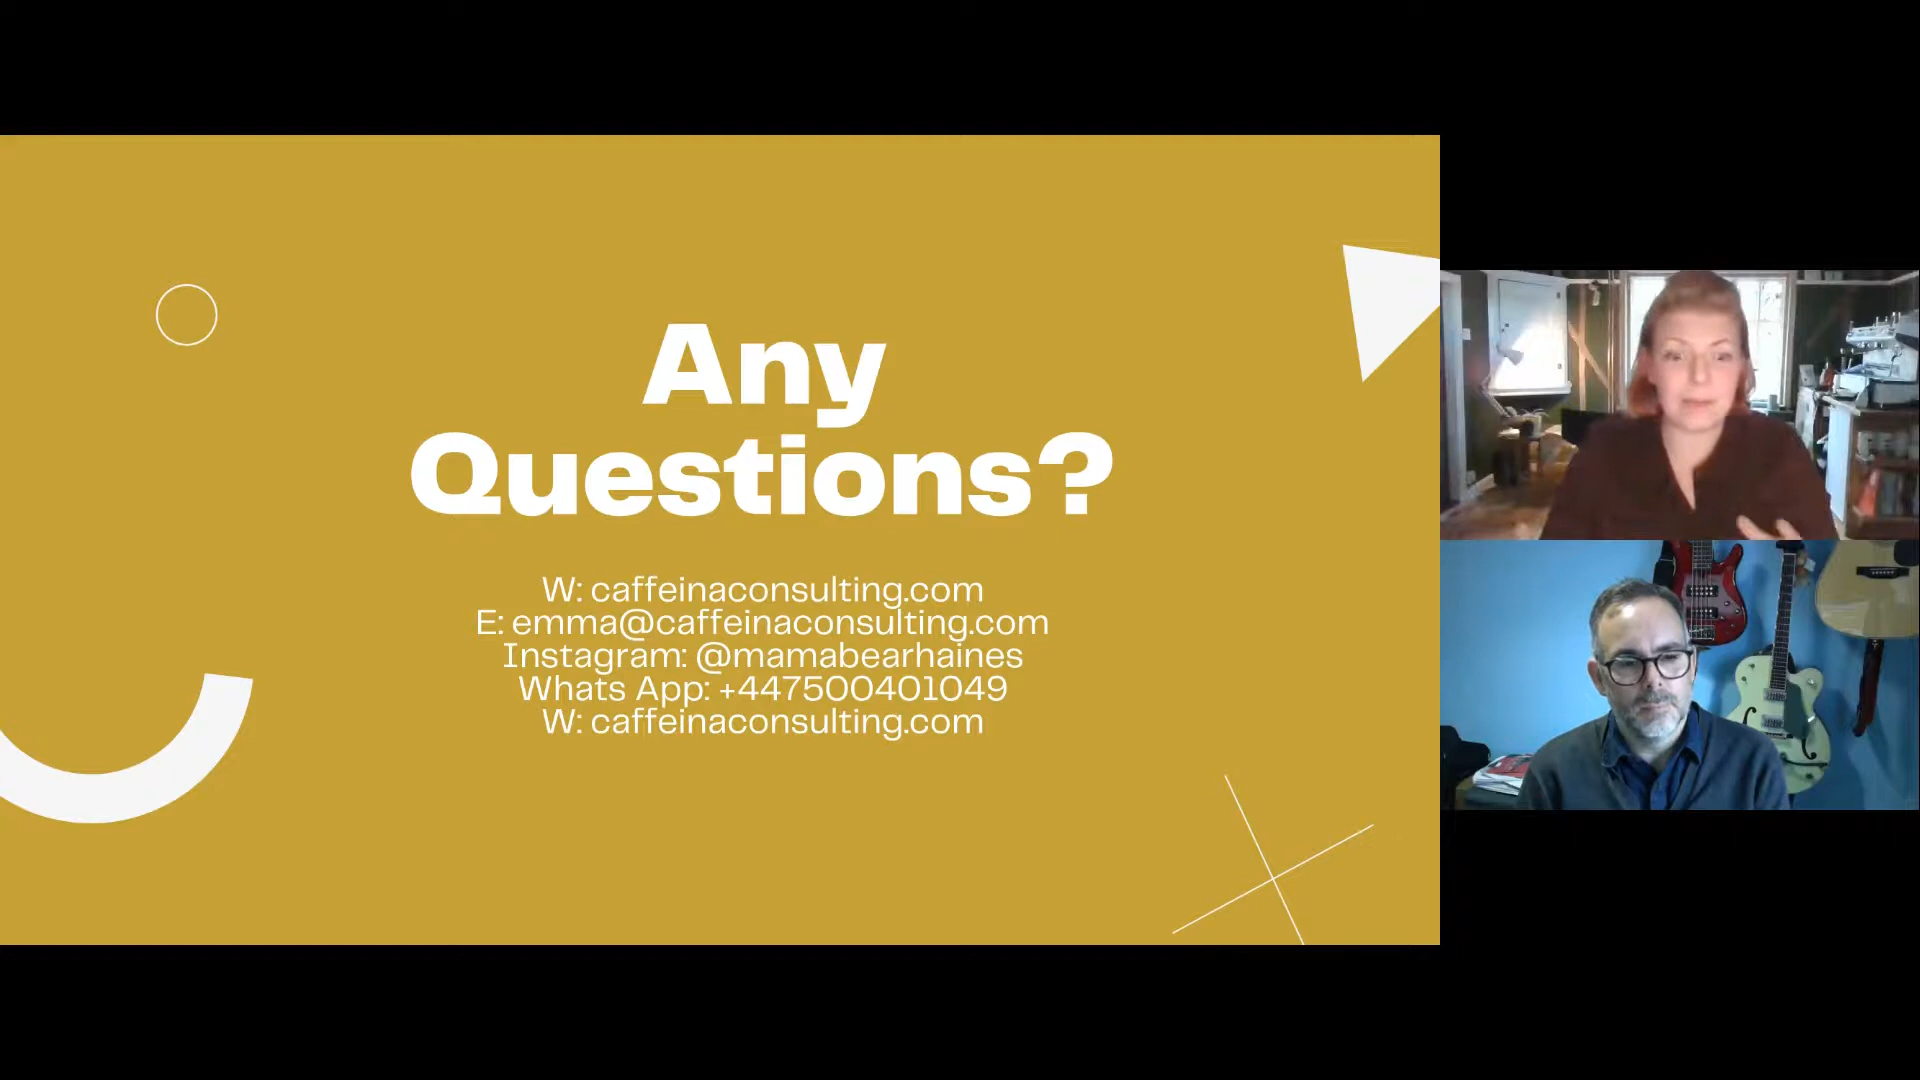 Any
Questions?
W: caffeinaconsulting.com
E: emma@caffeinaconsulting.com
Instagram: @mamabearhaines
Whats App: +447500401049
W: caffeinaconsulting.com